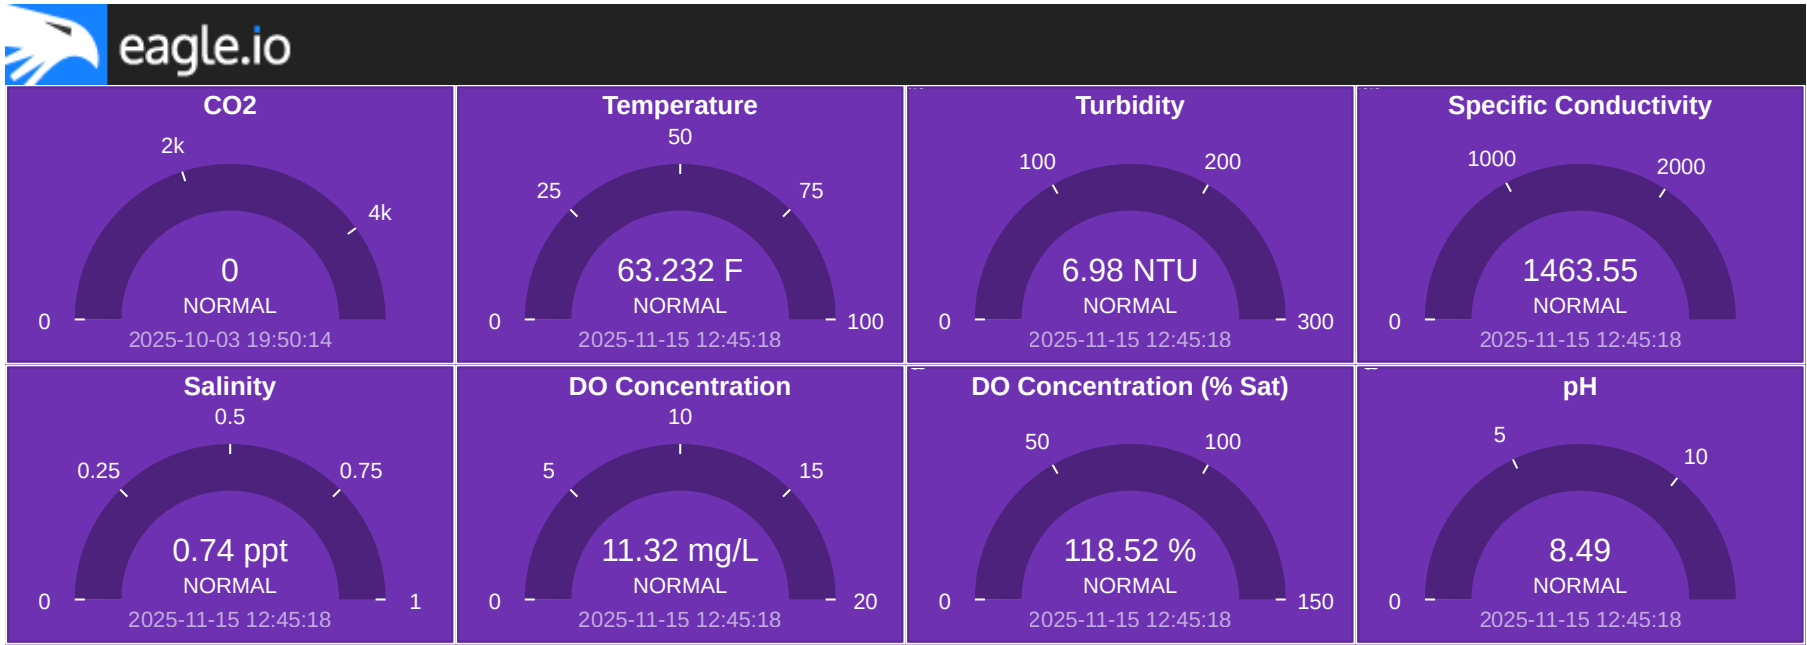 eagle.io
CO2
2k
4k
0
0
NORMAL
2025-10-03 19:50:14
Temperature
50
25
75
63.232 F
NORMAL
0
100
2025-11-15 12:45:18
Turbidity
100
200
6.98 NTU
NORMAL
0
300
2025-11-15 12:45:18
Specific Conductivity
1000
2000
1463.55
NORMAL
0
2025-11-15 12:45:18
Salinity
0.5
0.25
0.75
0.74 ppt
NORMAL
0
1
2025-11-15 12:45:18
DO Concentration
10
5
15
11.32 mg/L
NORMAL
0
20
2025-11-15 12:45:18
DO Concentration (% Sat)
50
100
118.52 %
NORMAL
0
150
2025-11-15 12:45:18
pH
5
10
8.49
NORMAL
0
2025-11-15 12:45:18